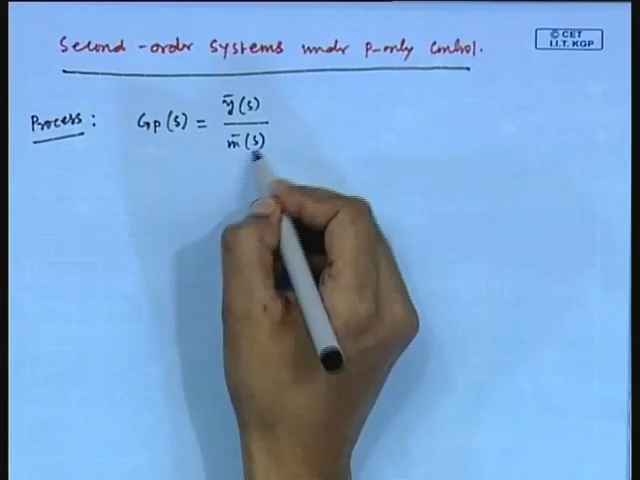 Second-order systems under P-only control.
© CET
I.I.T. KGP
Process : Gp(s) = ȳ(s) / m̄(s)